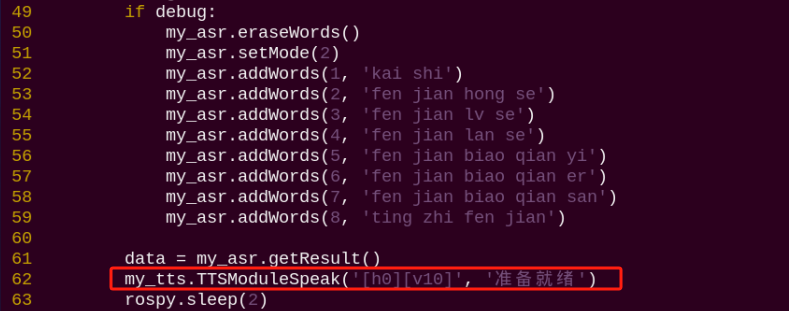 49         if debug:
50             my_asr.eraseWords()
51             my_asr.setMode(2)
52             my_asr.addWords(1, 'kai shi')
53             my_asr.addWords(2, 'fen jian hong se')
54             my_asr.addWords(3, 'fen jian lv se')
55             my_asr.addWords(4, 'fen jian lan se')
56             my_asr.addWords(5, 'fen jian biao qian yi')
57             my_asr.addWords(6, 'fen jian biao qian er')
58             my_asr.addWords(7, 'fen jian biao qian san')
59             my_asr.addWords(8, 'ting zhi fen jian')
60
61         data = my_asr.getResult()
62         my_tts.TTSModuleSpeak('[h0][v10]', '准备就绪')
63         rospy.sleep(2)